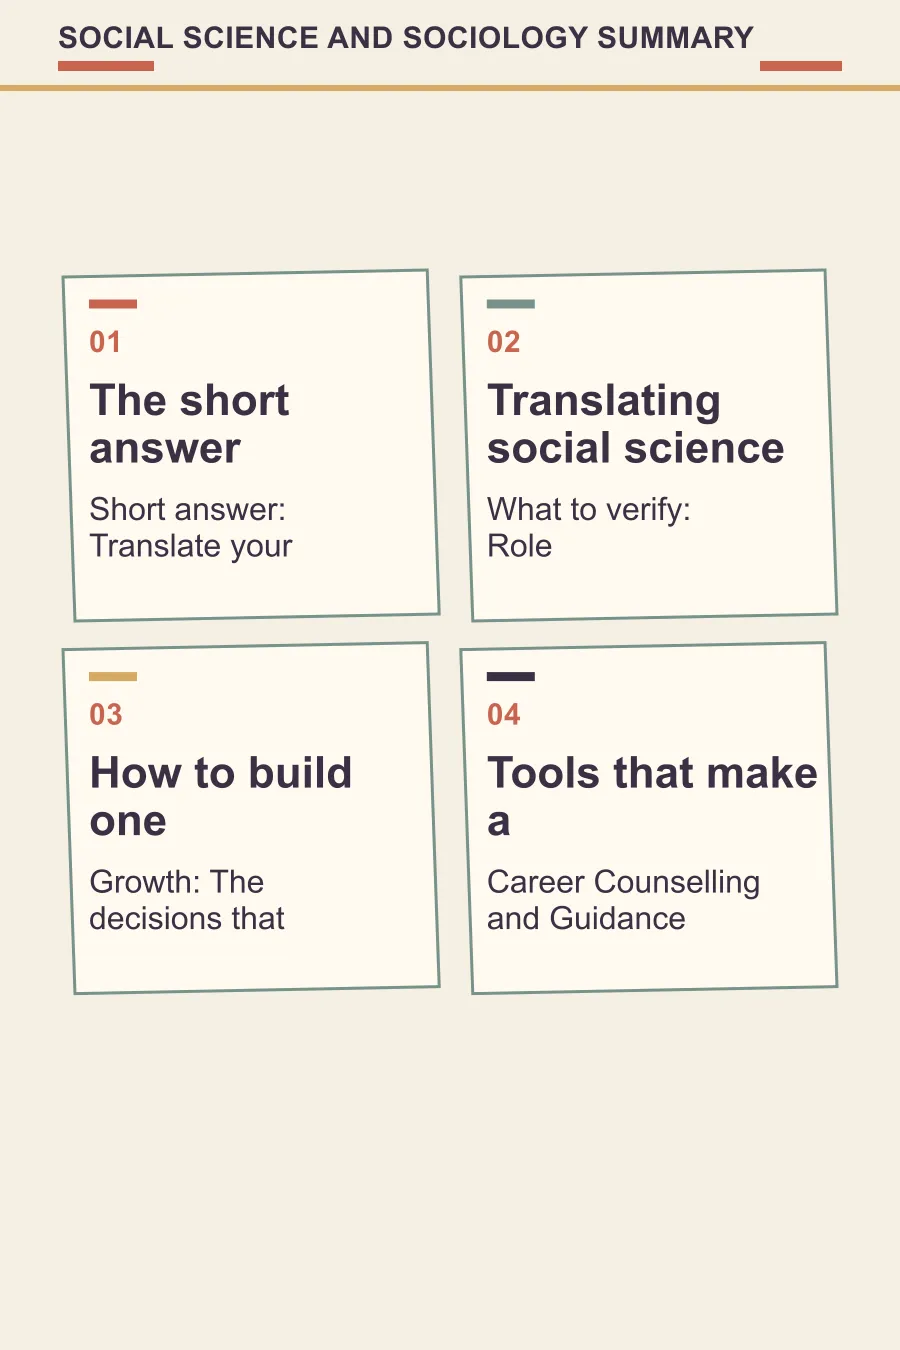 SOCIAL SCIENCE AND SOCIOLOGY SUMMARY
01
The short
answer
Short answer:
Translate your
02
Translating
social science
What to verify:
Role
03
How to build
one
Growth: The
decisions that
04
Tools that make
a
Career Counselling
and Guidance